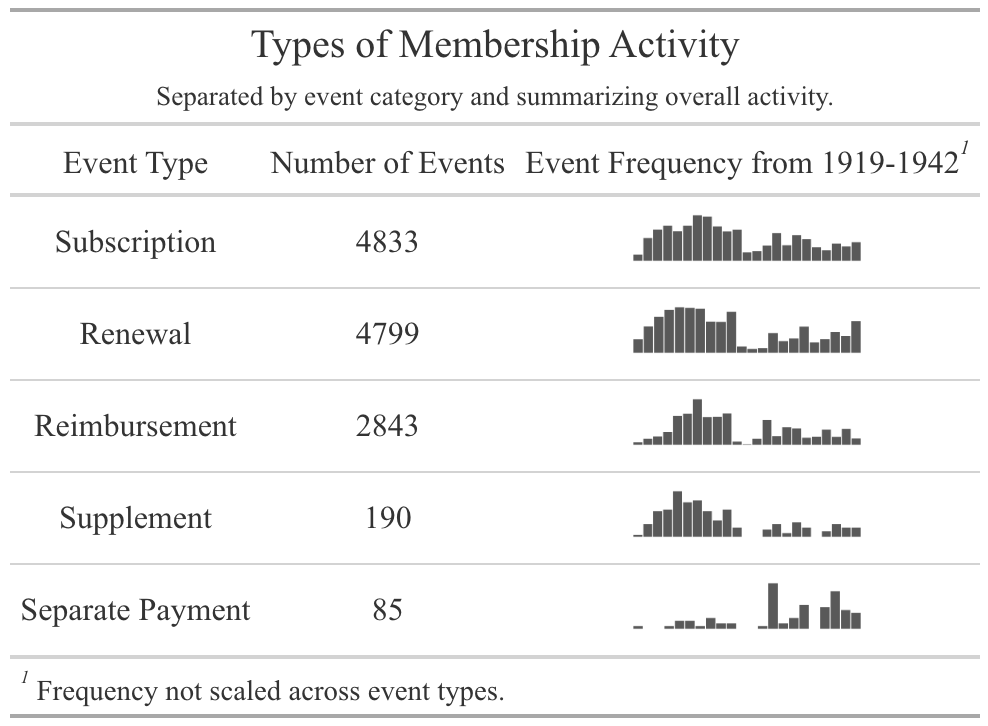 Types of Membership Activity
Separated by event category and summarizing overall activity.
Event Type Number of Events Event Frequency from 1919-1942¹
Subscription 4833
Renewal 4799
Reimbursement 2843
Supplement 190
Separate Payment 85
¹ Frequency not scaled across event types.